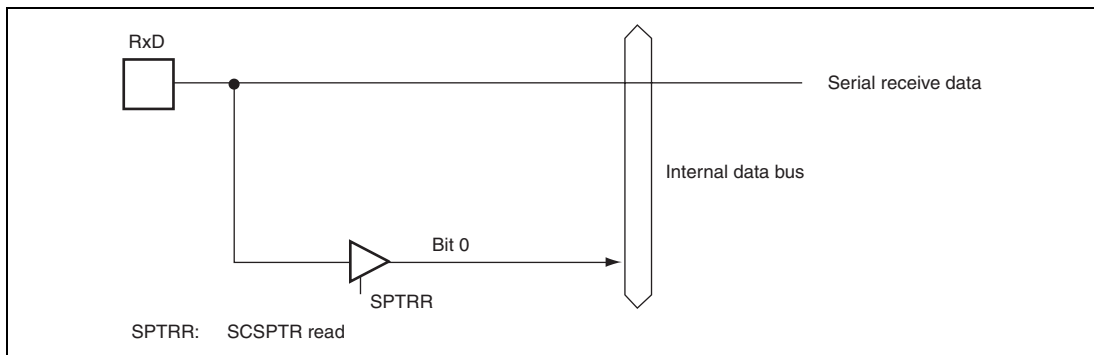 RxD
Serial receive data
Internal data bus
Bit 0
SPTRR
SPTRR: SCSPTR read